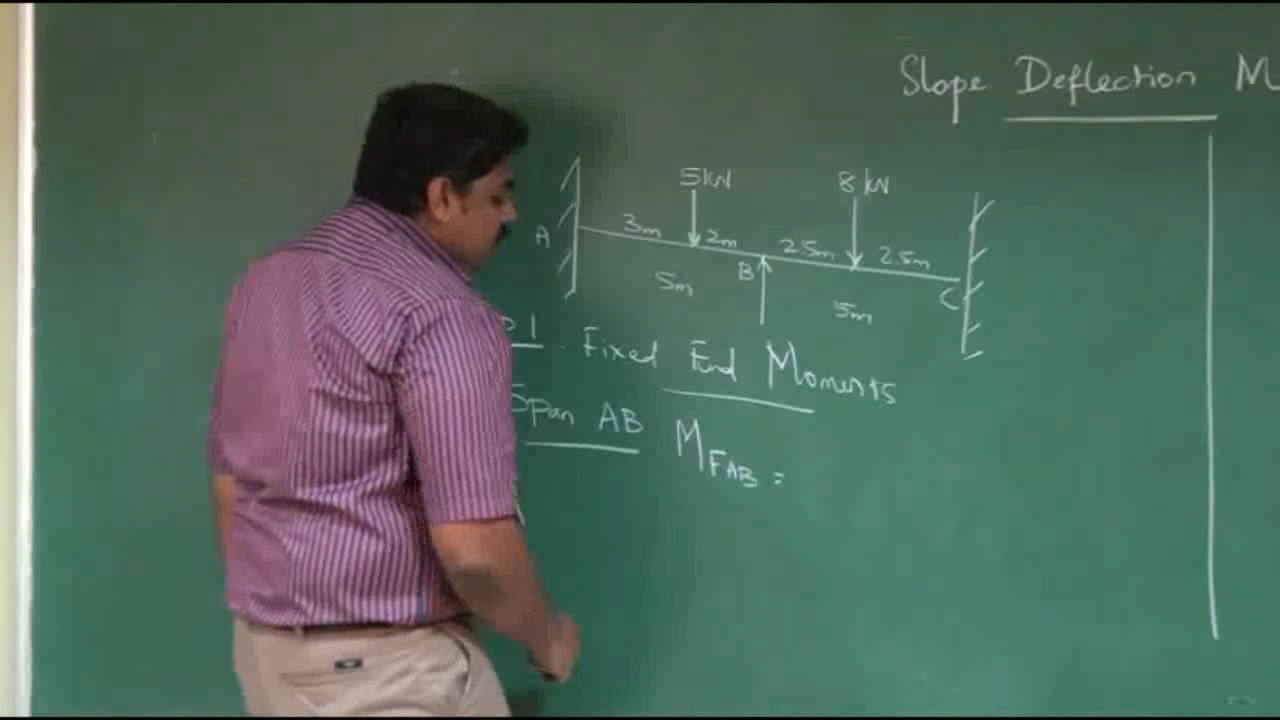 Slope Deflection M
5kN 8 kN
A 3m 2m 2.5m 2.5m
B C
5m 5m
1. Fixed End Moments
Span AB MFAB =